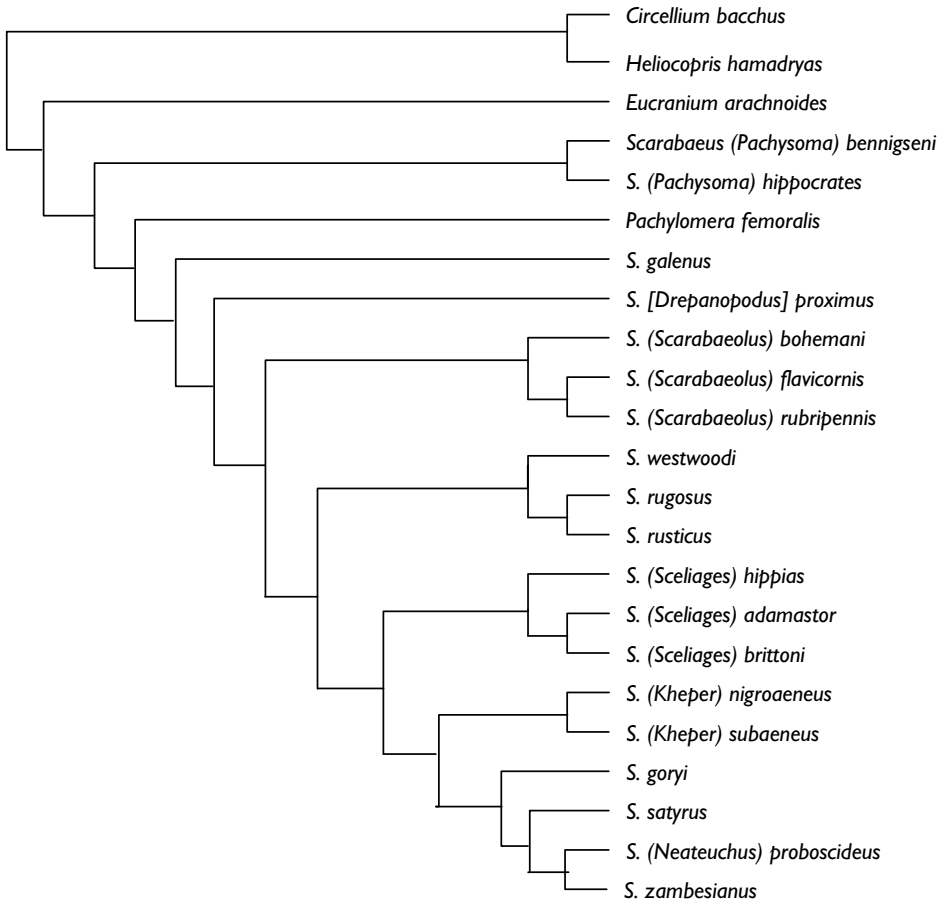 Circellium bacchus
Heliocopris hamadryas
Eucranium arachnoides
Scarabaeus (Pachysoma) bennigseni
S. (Pachysoma) hippocrates
Pachylomera femoralis
S. galenus
S. [Drepanopodus] proximus
S. (Scarabaeolus) bohemani
S. (Scarabaeolus) flavicornis
S. (Scarabaeolus) rubripennis
S. westwoodi
S. rugosus
S. rusticus
S. (Sceliages) hippias
S. (Sceliages) adamastor
S. (Sceliages) brittoni
S. (Kheper) nigroaeneus
S. (Kheper) subaeneus
S. goryi
S. satyrus
S. (Neateuchus) proboscideus
S. zambesianus